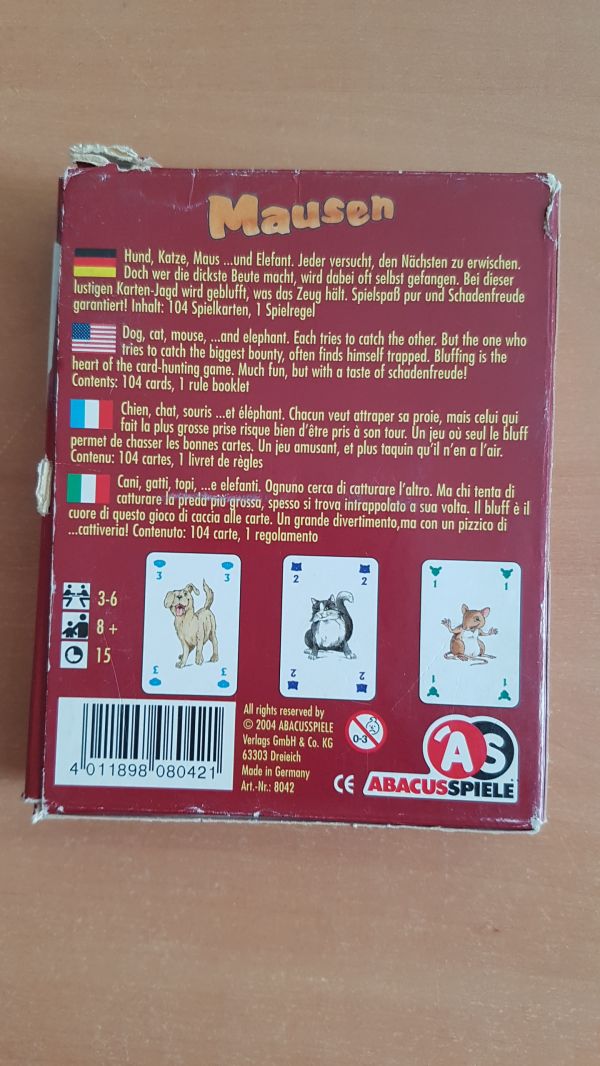 Mausen
Hund, Katze, Maus ...und Elefant. Jeder versucht, den Nächsten zu erwischen.
Doch wer die dickste Beute macht, wird dabei oft selbst gefangen. Bei dieser
lustigen Karten-Jagd wird geblufft, was das Zeug hält. Spielspaß pur und Schadenfreude
garantiert! Inhalt: 104 Spielkarten, 1 Spielregel
Dog, cat, mouse, ...and elephant. Each tries to catch the other. But the one who
tries to catch the biggest bounty, often finds himself trapped. Bluffing is the
heart of the card-hunting game. Much fun, but with a taste of schadenfreude!
Contents: 104 cards, 1 rule booklet
Chien, chat, souris ...et éléphant. Chacun veut attraper sa proie, mais celui qui
fait la plus grosse prise risque bien d'être pris à son tour. Un jeu où seul le bluff
permet de chasser les bonnes cartes. Un jeu amusant, et plus taquin qu'il n'en a l'air.
Contenu: 104 cartes, 1 livret de règles
Cani, gatti, topi, ...e elefanti. Ognuno cerca di catturare l'altro. Ma chi tenta di
catturare la preda più grossa, spesso si trova intrappolato a sua volta. Il bluff è il
cuore di questo gioco di caccia alle carte. Un grande divertimento,ma con un pizzico di
...cattiveria! Contenuto: 104 carte, 1 regolamento
3 3
2 2
1 1
3 3
2 2
1 1
3-6
8 +
15
4 011898 080421
All rights reserved by
© 2004 ABACUSSPIELE
Verlags GmbH & Co. KG
63303 Dreieich
Made in Germany
Art.-Nr.: 8042
0-3
CE
AS
ABACUSSPIELE